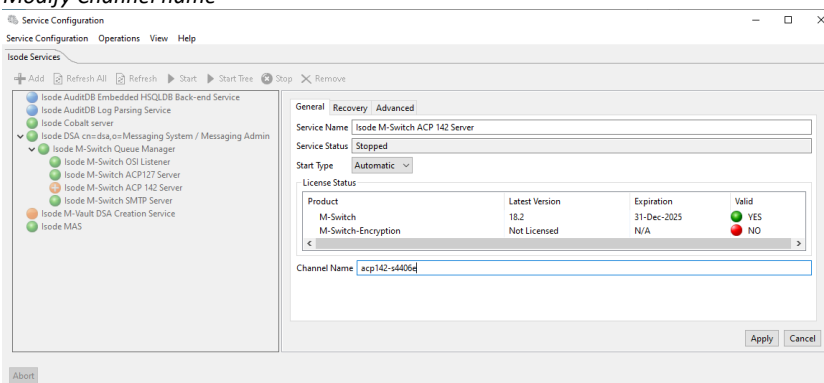 Modify Channel name
Service Configuration
Service Configuration Operations View Help
Isode Services
Add Refresh All Refresh Start Start Tree Stop Remove
Isode AuditDB Embedded HSQLDB Back-end Service
Isode AuditDB Log Parsing Service
Isode Cobalt server
Isode DSA cn=dsa,o=Messaging System / Messaging Admin
Isode M-Switch Queue Manager
Isode M-Switch OSI Listener
Isode M-Switch ACP127 Server
Isode M-Switch ACP 142 Server
Isode M-Switch SMTP Server
Isode M-Vault DSA Creation Service
Isode MAS
General Recovery Advanced
Service Name Isode M-Switch ACP 142 Server
Service Status Stopped
Start Type Automatic
License Status
Product Latest Version Expiration Valid
M-Switch 18.2 31-Dec-2025 YES
M-Switch-Encryption Not Licensed N/A NO
Channel Name acp142-s4406e
Apply Cancel
Abort